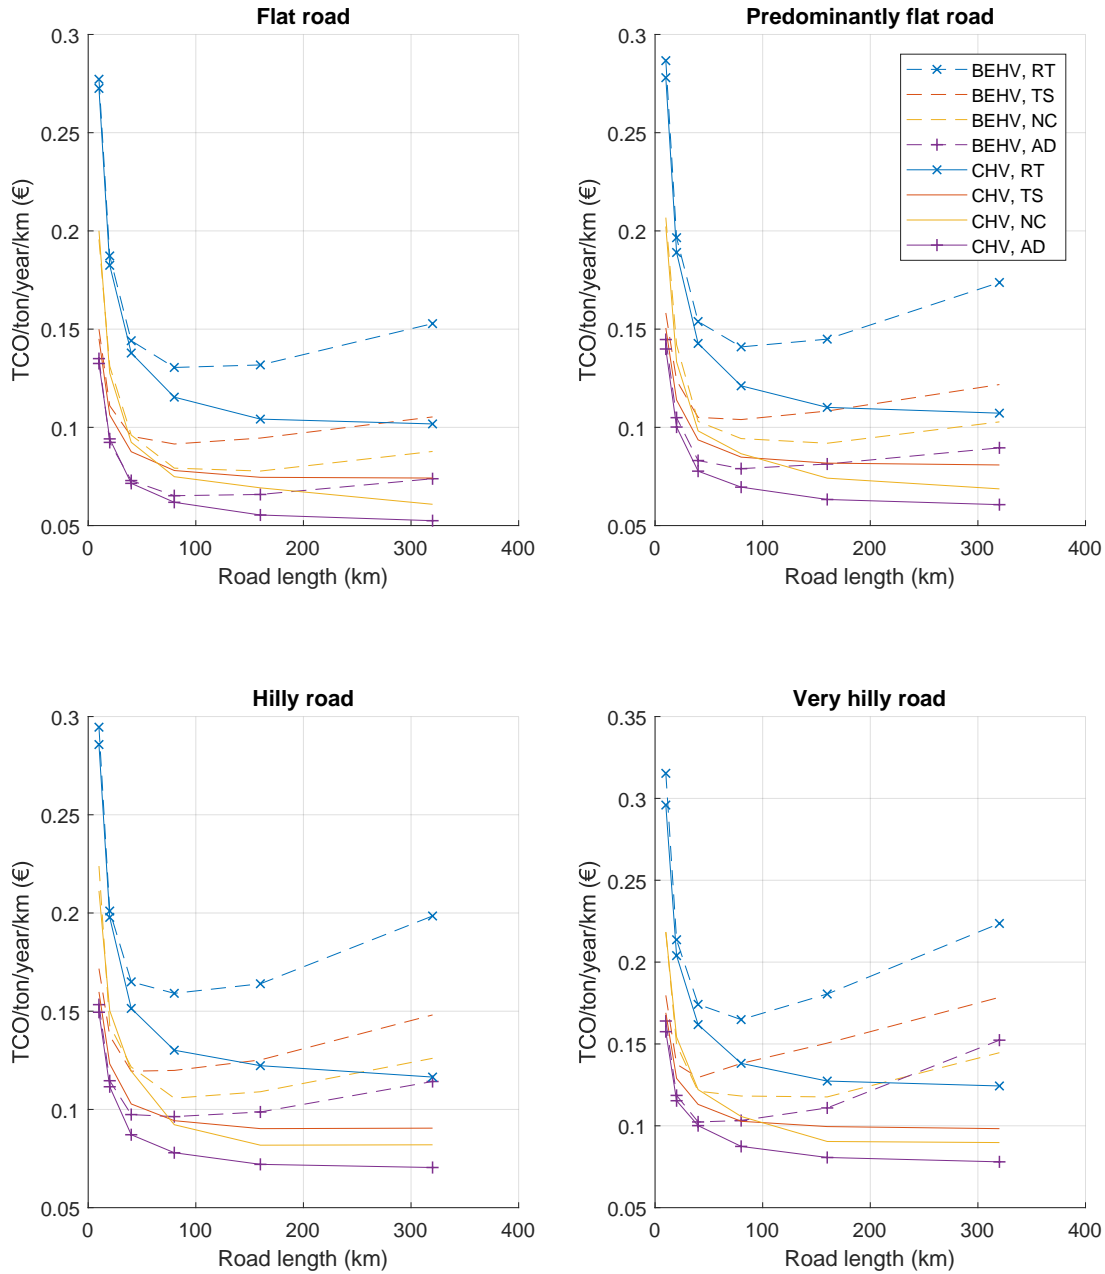 Flat road
0.3
0.25
0.2
0.15
0.1
0.05
0
100
200
300
400
TCO/ton/year/km (€)
Road length (km)
Predominantly flat road
0.3
0.25
0.2
0.15
0.1
0.05
0
100
200
300
400
TCO/ton/year/km (€)
Road length (km)
BEHV, RT
BEHV, TS
BEHV, NC
BEHV, AD
CHV, RT
CHV, TS
CHV, NC
CHV, AD
Hilly road
0.3
0.25
0.2
0.15
0.1
0.05
0
100
200
300
400
TCO/ton/year/km (€)
Road length (km)
Very hilly road
0.35
0.3
0.25
0.2
0.15
0.1
0.05
0
100
200
300
400
TCO/ton/year/km (€)
Road length (km)